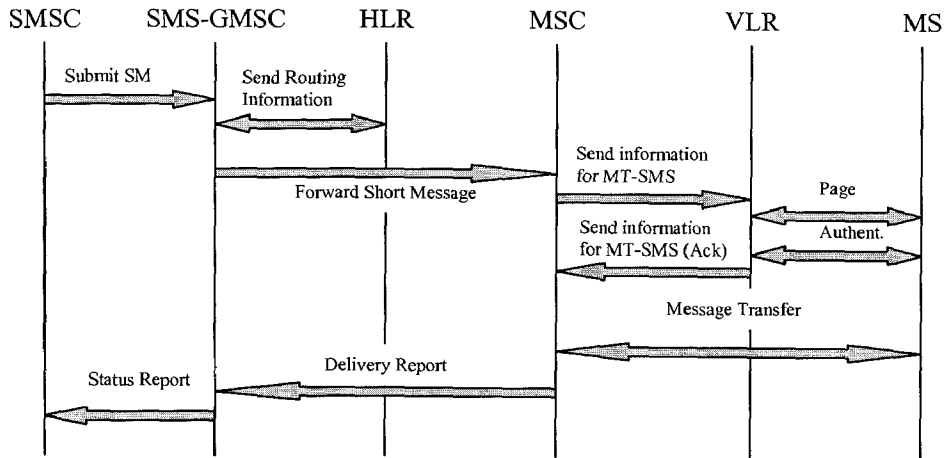 SMSC SMS-GMSC HLR MSC VLR MS
Submit SM
Send Routing
Information
Forward Short Message
Send information
for MT-SMS
Page
Authent.
Send information
for MT-SMS (Ack)
Message Transfer
Delivery Report
Status Report